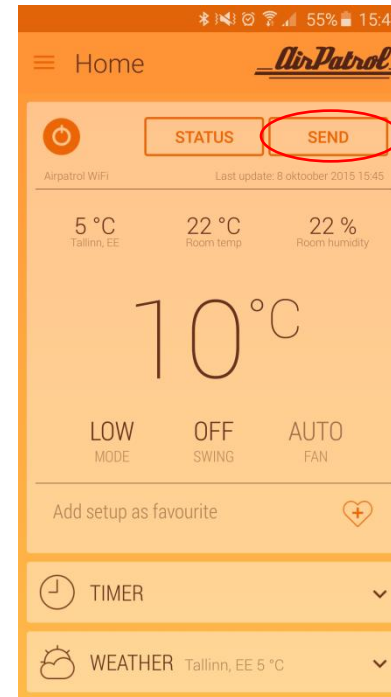 55% 15:4
Home AirPatrol
STATUS SEND
Airpatrol WiFi Last update: 8 oktoober 2015 15:45
5 °C 22 °C 22 %
Tallinn, EE Room temp Room humidity
10°C
LOW OFF AUTO
MODE SWING FAN
Add setup as favourite
TIMER
WEATHER Tallinn, EE 5 °C